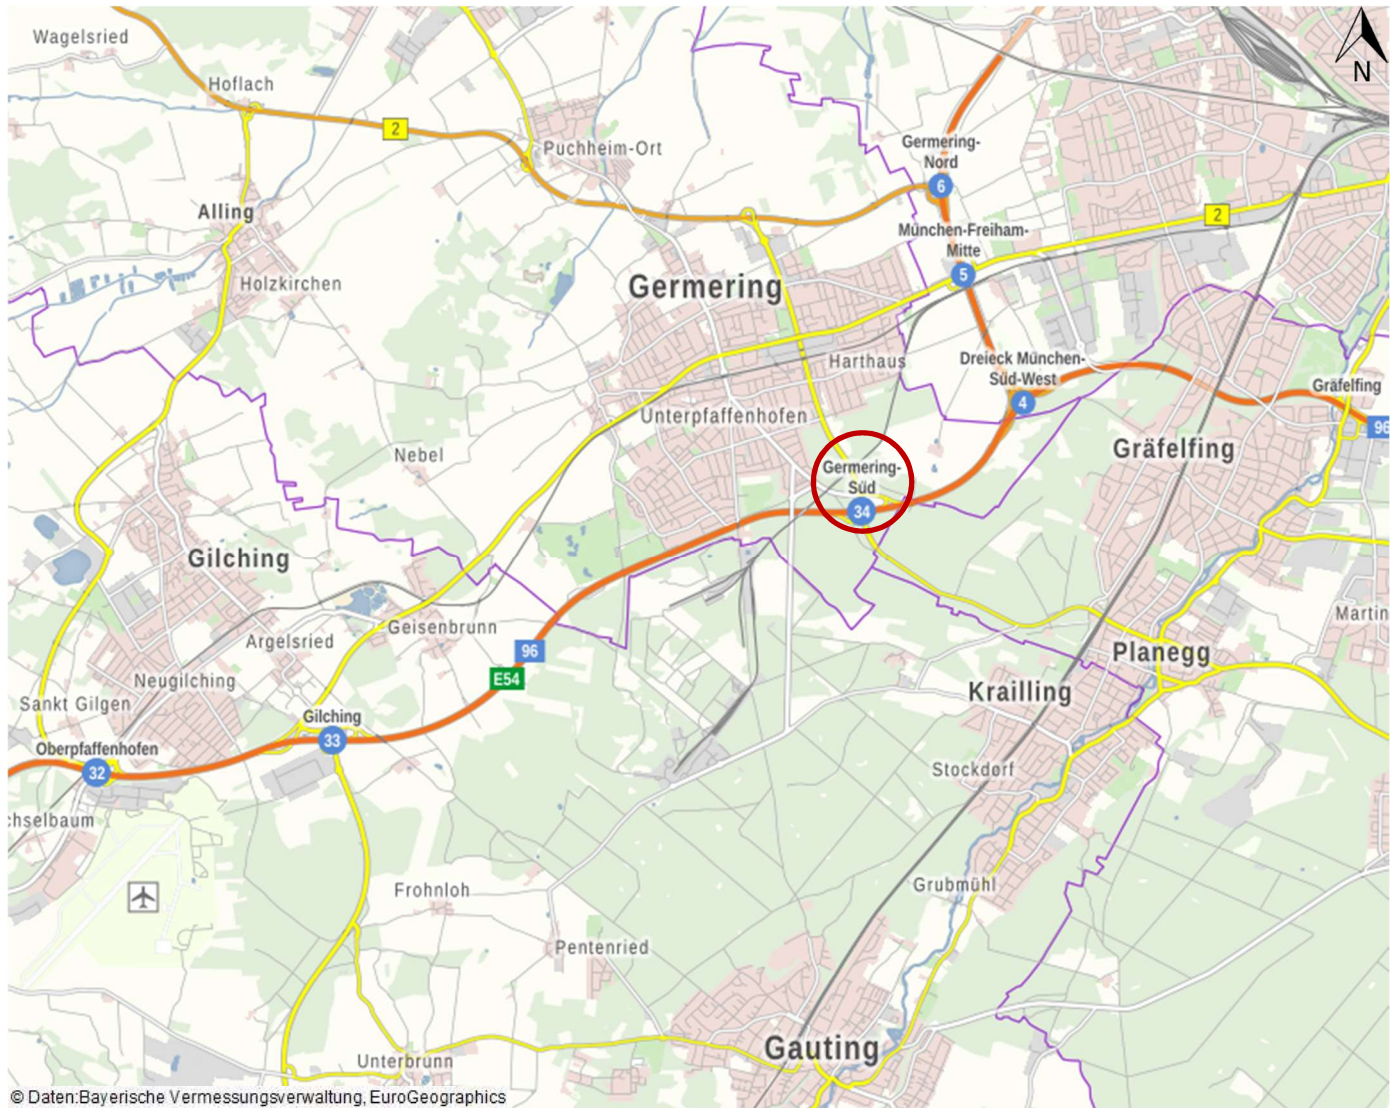 Wagelsried
Hoflach
N
2
Germering-
Nord
Puchheim-Ort
6
Alling
2
München-Freiham-
Mitte
5
Holzkirchen
Germering
Harthaus
Dreieck München-
Süd-West
4
Gräfelfing
Unterpfaffenhofen
96
Nebel
Gräfelfing
Germering-
Süd
34
Gilching
Martin
Argelsried
Geisenbrunn
96
Planegg
E54
Neugilching
Krailling
Sankt Gilgen
Gilching
33
Oberpfaffenhofen
32
Stockdorf
chselbaum
Frohnloh
Grubmühl
Pentenried
Gauting
Unterbrunn
© Daten:Bayerische Vermessungsverwaltung, EuroGeographics